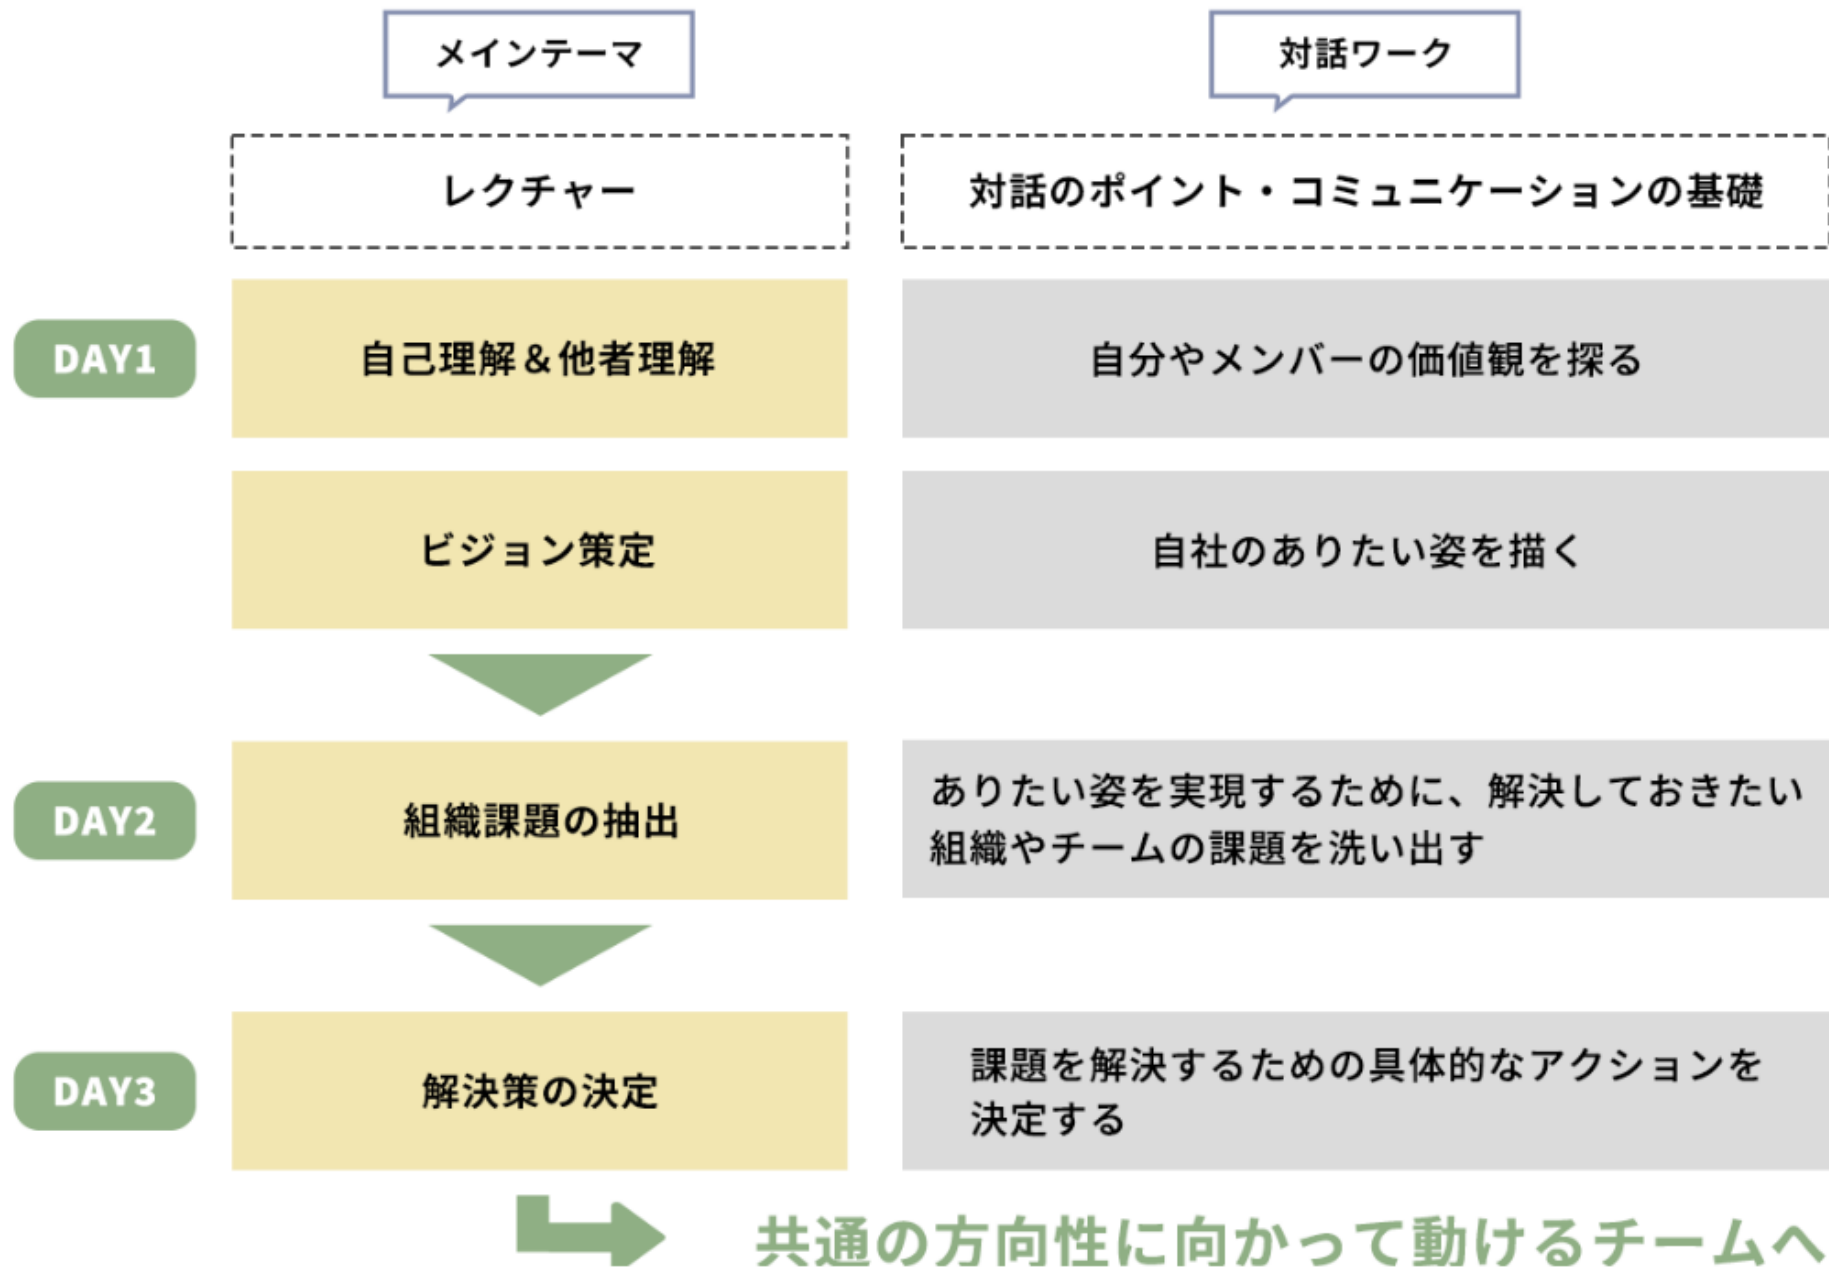 メインテーマ
対話ワーク
レクチャー
対話のポイント・コミュニケーションの基礎
DAY1
自己理解＆他者理解
自分やメンバーの価値観を探る
ビジョン策定
自社のありたい姿を描く
DAY2
組織課題の抽出
ありたい姿を実現するために、解決しておきたい
組織やチームの課題を洗い出す
DAY3
解決策の決定
課題を解決するための具体的なアクションを
決定する
共通の方向性に向かって動けるチームへ